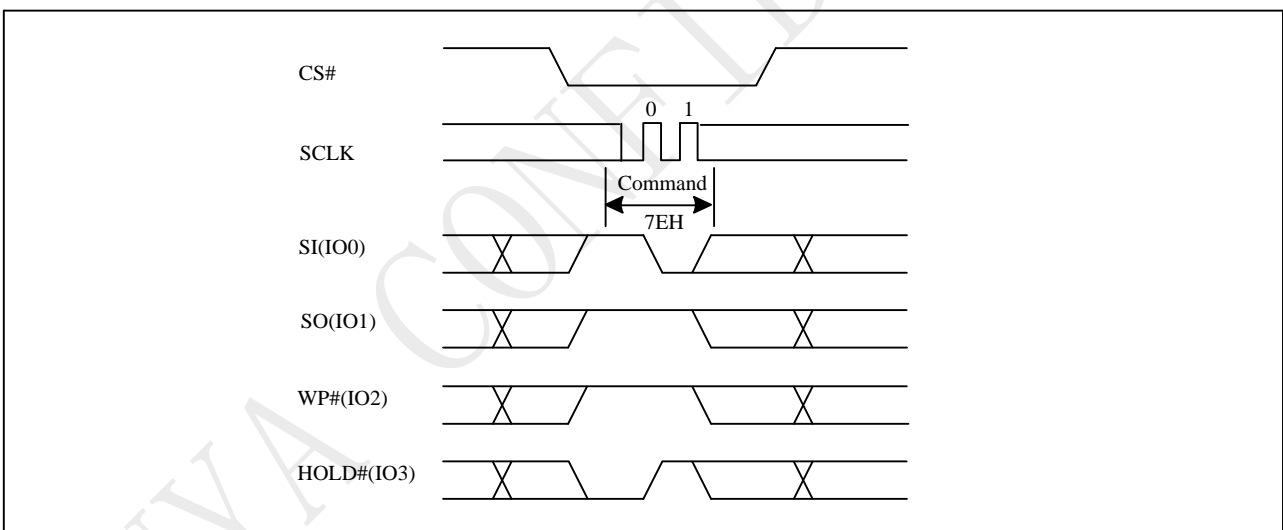 CS#
0 1
SCLK
Command
7EH
SI(IO0)
SO(IO1)
WP#(IO2)
HOLD#(IO3)